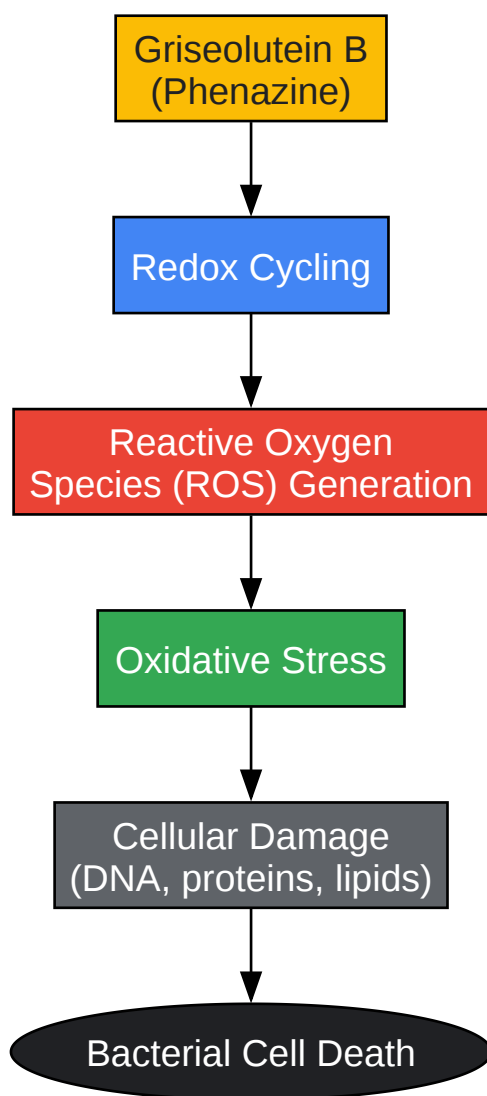 Griseolutein B
(Phenazine)
Redox Cycling
Reactive Oxygen
Species (ROS) Generation
Oxidative Stress
Cellular Damage
(DNA, proteins, lipids)
Bacterial Cell Death